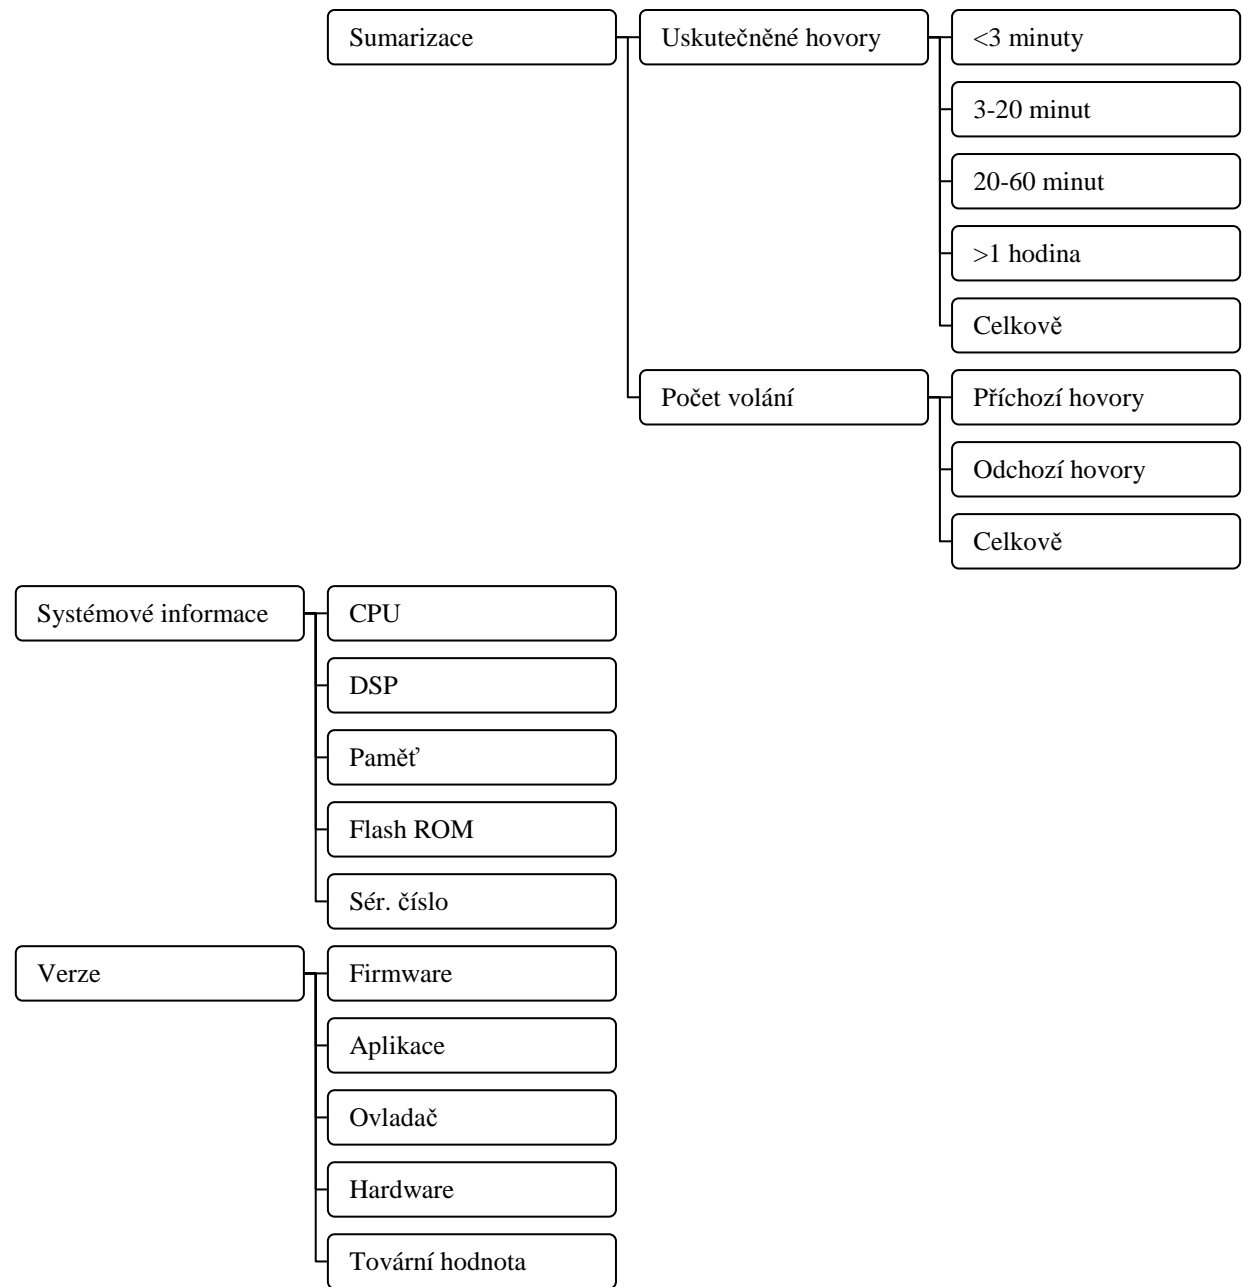 Sumarizace
Uskutečněné hovory
<3 minuty
3-20 minut
20-60 minut
>1 hodina
Celkově
Počet volání
Příchozí hovory
Odchozí hovory
Celkově
Systémové informace
CPU
DSP
Paměť
Flash ROM
Sér. číslo
Verze
Firmware
Aplikace
Ovladač
Hardware
Tovární hodnota